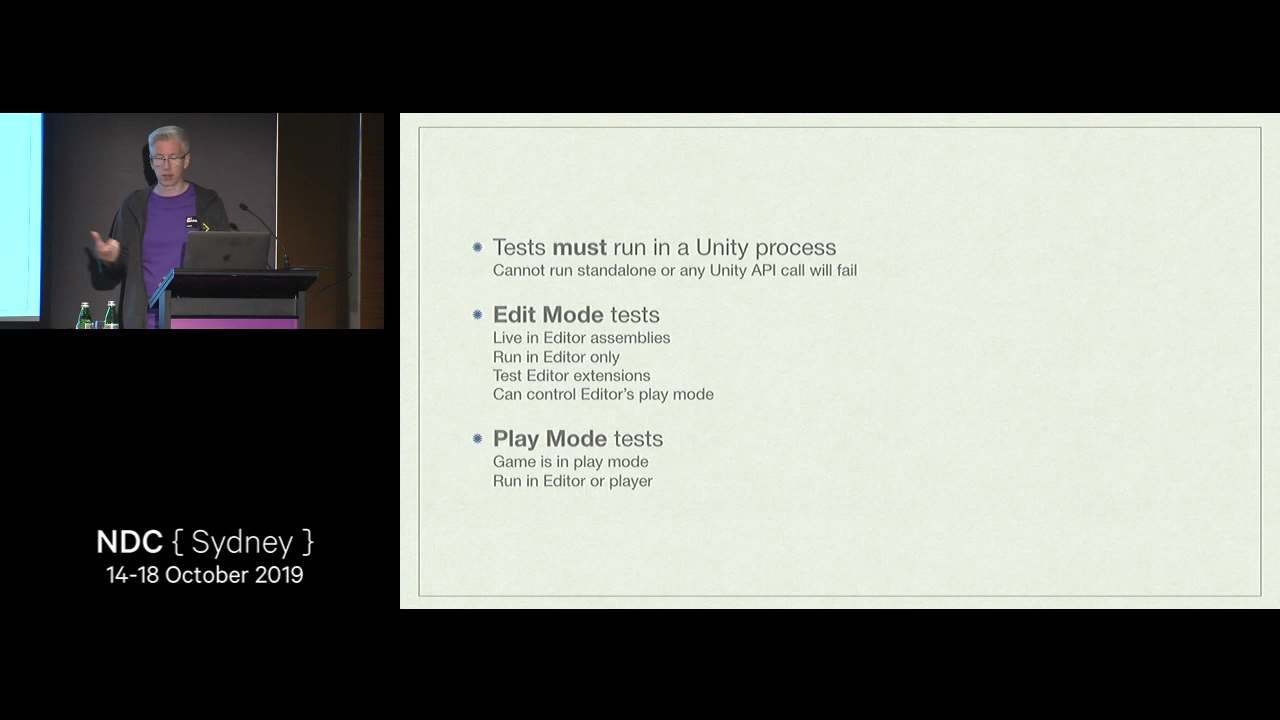 Tests must run in a Unity process
Cannot run standalone or any Unity API call will fail
Edit Mode tests
Live in Editor assemblies
Run in Editor only
Test Editor extensions
Can control Editor’s play mode
Play Mode tests
Game is in play mode
Run in Editor or player
NDC { Sydney }
14-18 October 2019